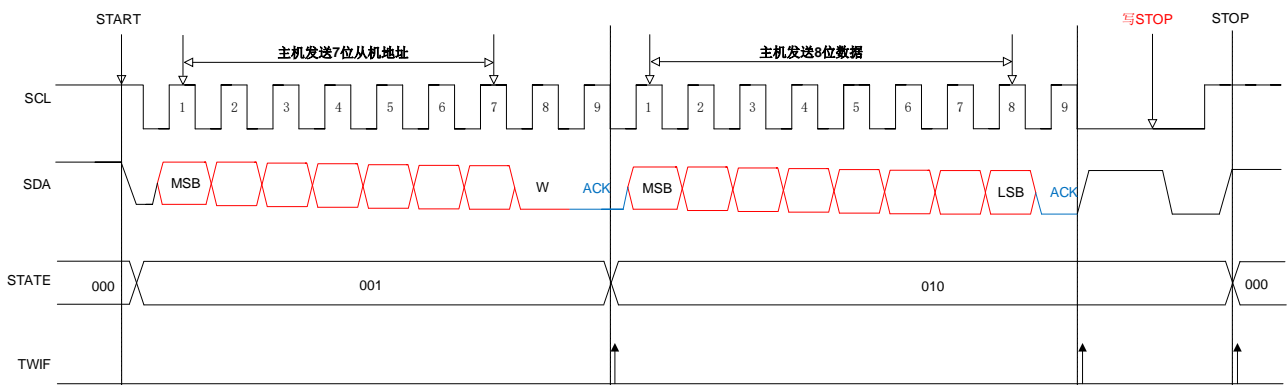 START 写STOP STOP
主机发送7位从机地址 主机发送8位数据
SCL 1 2 3 4 5 6 7 8 9 1 2 3 4 5 6 7 8 9
SDA MSB W ACK MSB LSB ACK
STATE 000 001 010 000
TWIF